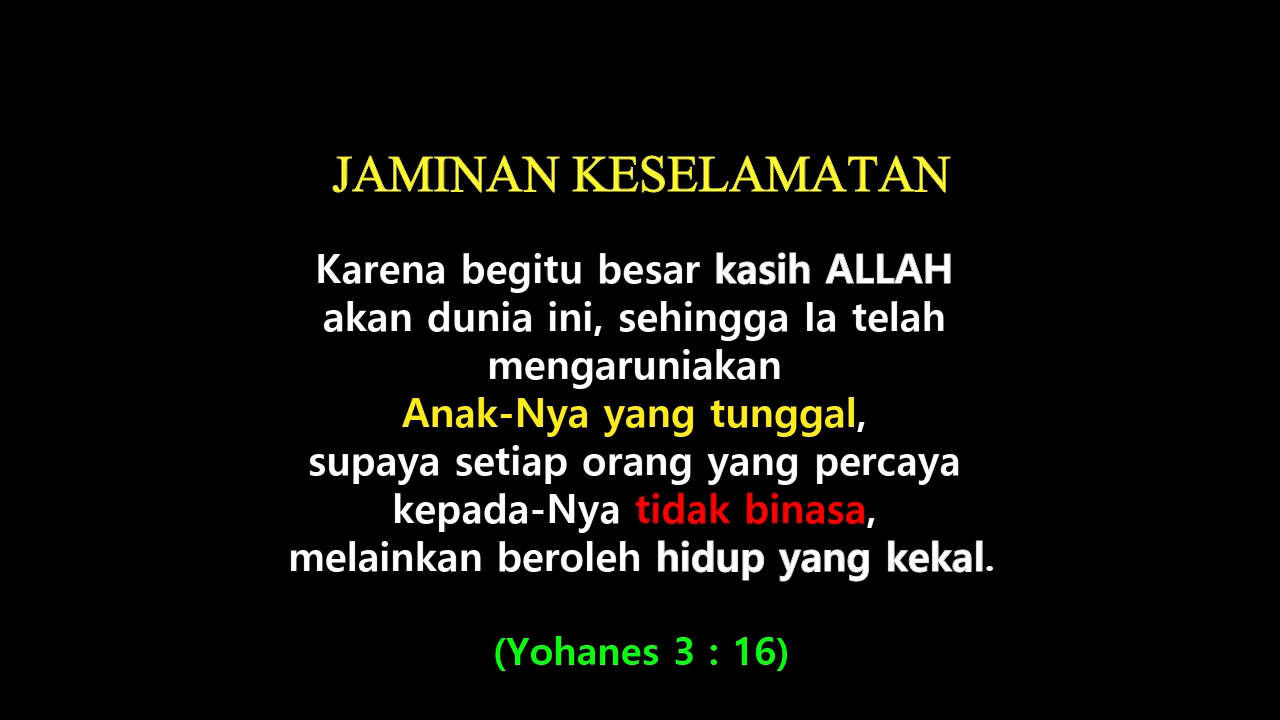 JAMINAN KESELAMATAN
Karena begitu besar kasih ALLAH
akan dunia ini, sehingga Ia telah
mengaruniakan
Anak-Nya yang tunggal,
supaya setiap orang yang percaya
kepada-Nya tidak binasa,
melainkan beroleh hidup yang kekal.
(Yohanes 3 : 16)